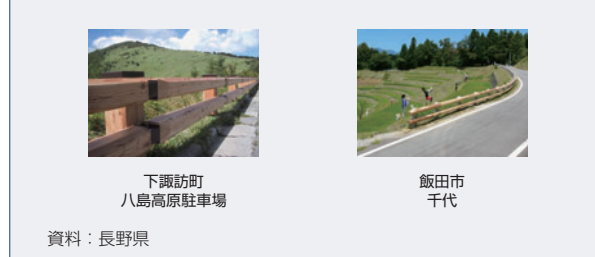 下諏訪町
八島高原駐車場
飯田市
千代
資料：長野県